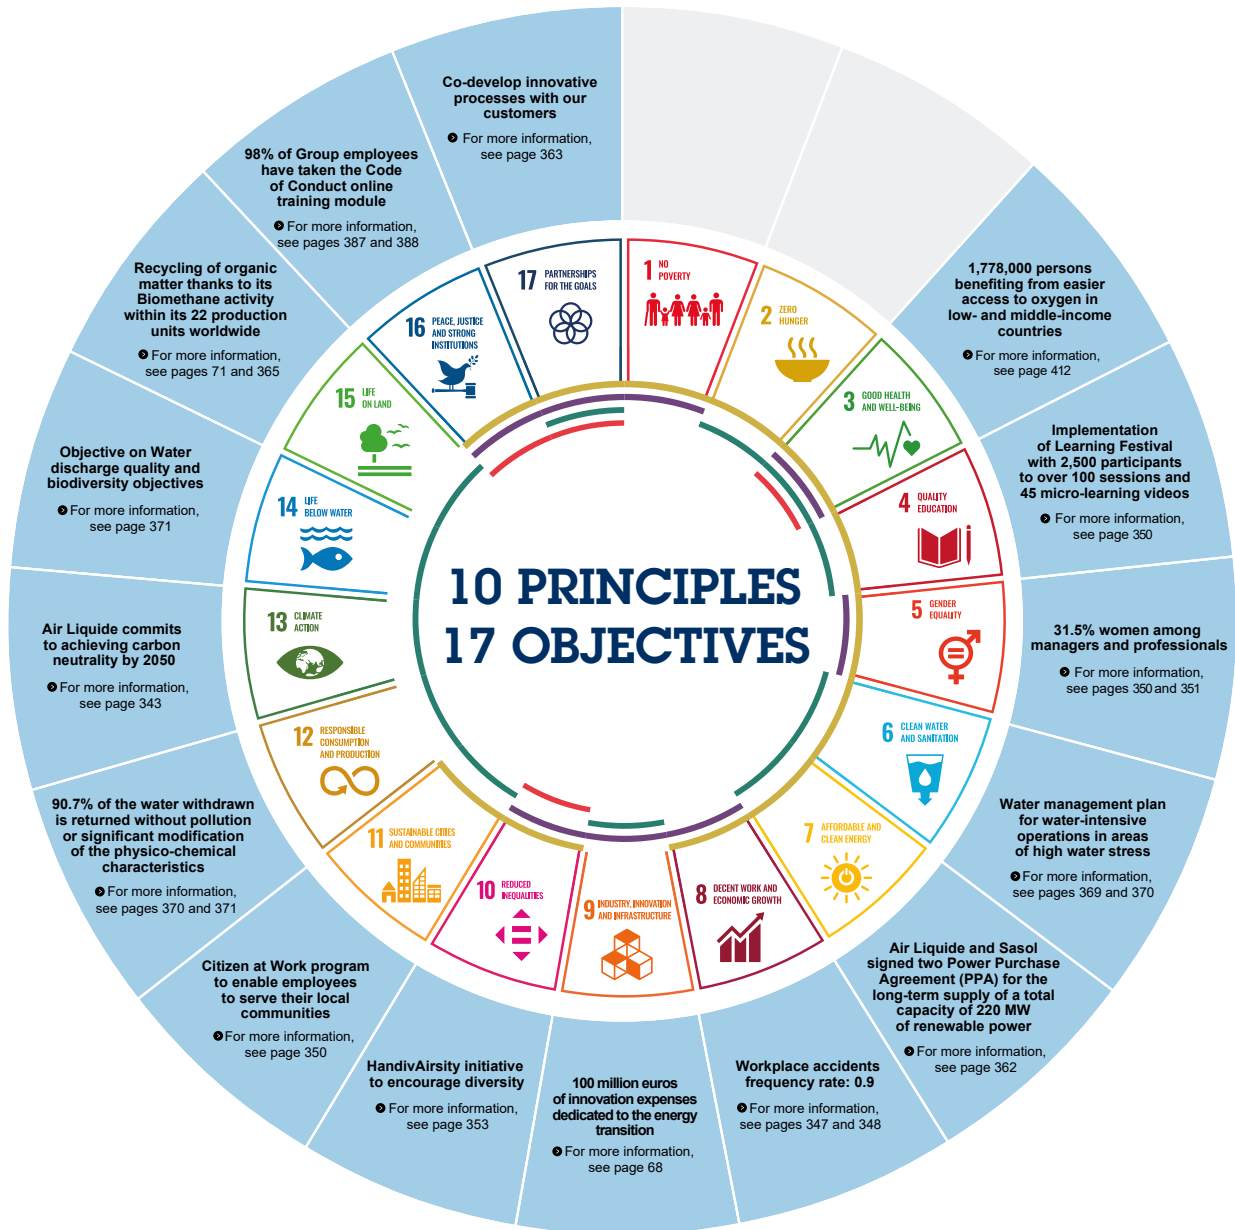 Co-develop innovative
processes with our
customers
For more information,
see page 363
98% of Group employees
have taken the Code
of Conduct online
training module
For more information,
see pages 387 and 388
Recycling of organic
matter thanks to its
Biomethane activity
within its 22 production
units worldwide
For more information,
see pages 71 and 365
Objective on Water
discharge quality and
biodiversity objectives
For more information,
see page 371
Air Liquide commits
to achieving carbon
neutrality by 2050
For more information,
see page 343
90.7% of the water withdrawn
is returned without pollution
or significant modification
of the physico-chemical
characteristics
For more information,
see pages 370 and 371
Citizen at Work program
to enable employees
to serve their local
communities
For more information,
see page 350
HandivAirsity initiative
to encourage diversity
For more information,
see page 353
100 million euros
of innovation expenses
dedicated to the energy
transition
For more information,
see page 68
Workplace accidents
frequency rate: 0.9
For more information,
see pages 347 and 348
Air Liquide and Sasol
signed two Power Purchase
Agreement (PPA) for the
long-term supply of a total
capacity of 220 MW
of renewable power
For more information,
see page 362
Water management plan
for water-intensive
operations in areas
of high water stress
For more information,
see pages 369 and 370
31.5% women among
managers and professionals
For more information,
see pages 350 and 351
Implementation
of Learning Festival
with 2,500 participants
to over 100 sessions and
45 micro-learning videos
For more information,
see page 350
1,778,000 persons
benefiting from easier
access to oxygen in
low- and middle-income
countries
For more information,
see page 412
1 NO
POVERTY
2 ZERO
HUNGER
3 GOOD HEALTH
AND WELL-BEING
4 QUALITY
EDUCATION
5 GENDER
EQUALITY
6 CLEAN WATER
AND SANITATION
7 AFFORDABLE AND
CLEAN ENERGY
8 DECENT WORK AND
ECONOMIC GROWTH
9 INDUSTRY, INNOVATION
AND INFRASTRUCTURE
10 REDUCED
INEQUALITIES
11 SUSTAINABLE CITIES
AND COMMUNITIES
12 RESPONSIBLE
CONSUMPTION
AND PRODUCTION
13 CLIMATE
ACTION
14 LIFE
BELOW WATER
15 LIFE
ON LAND
16 PEACE, JUSTICE
AND STRONG
INSTITUTIONS
17 PARTNERSHIPS
FOR THE GOALS
10 PRINCIPLES
17 OBJECTIVES